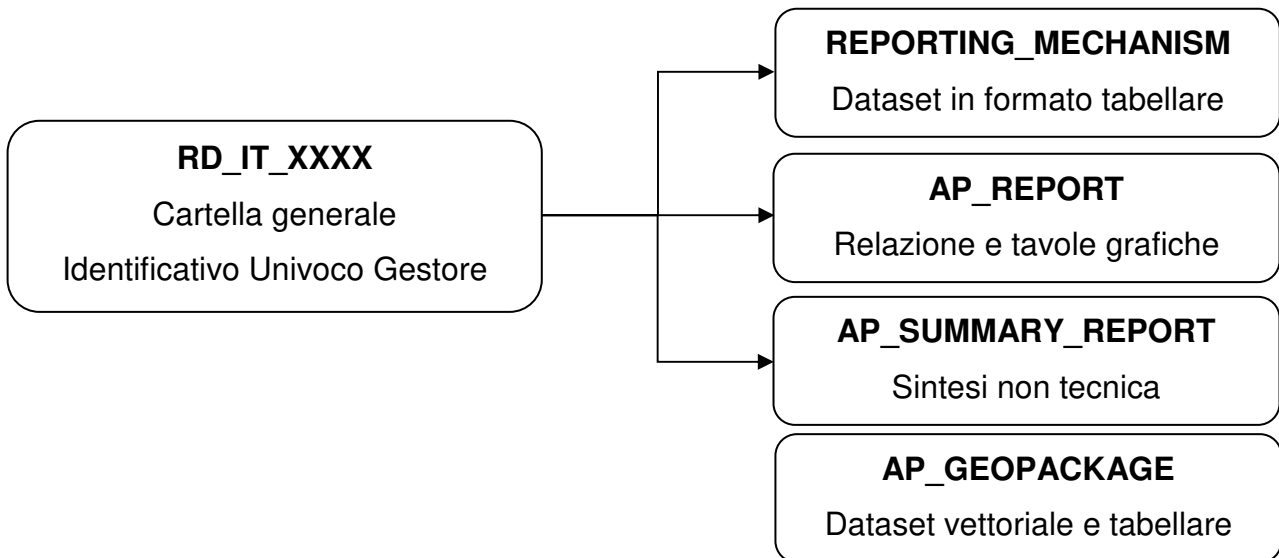 RD_IT_XXXX
Cartella generale
Identificativo Univoco Gestore
REPORTING_MECHANISM
Dataset in formato tabellare
AP_REPORT
Relazione e tavole grafiche
AP_SUMMARY_REPORT
Sintesi non tecnica
AP_GEOPACKAGE
Dataset vettoriale e tabellare